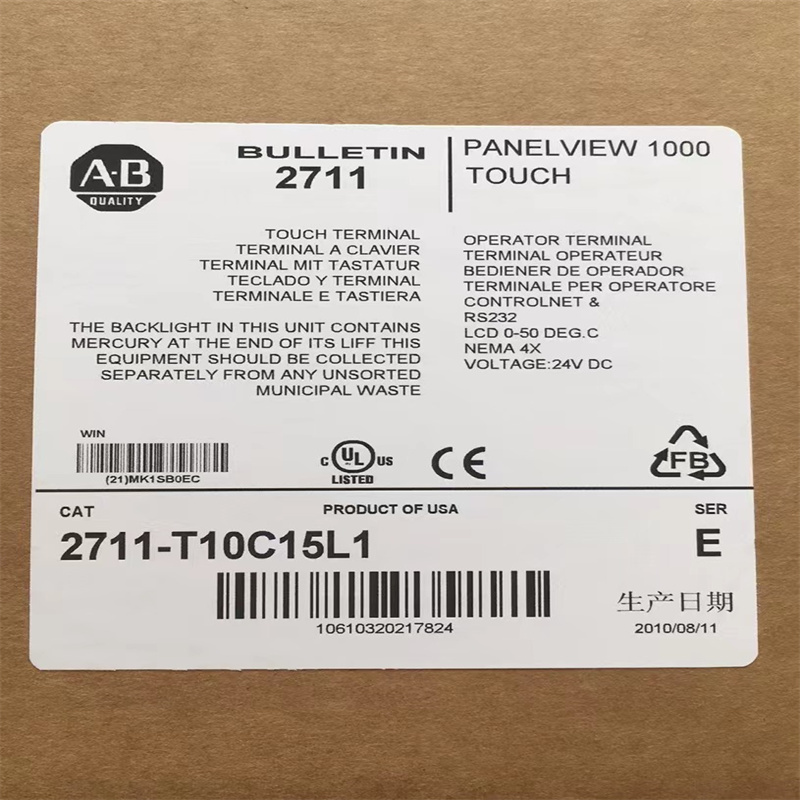 A-B
QUALITY
BULLETIN
2711
PANELVIEW 1000
TOUCH
TOUCH TERMINAL
TERMINAL A CLAVIER
TERMINAL MIT TASTATUR
TECLADO Y TERMINAL
TERMINALE E TASTIERA
THE BACKLIGHT IN THIS UNIT CONTAINS
MERCURY AT THE END OF ITS LIFF THIS
EQUIPMENT SHOULD BE COLLECTED
SEPARATELY FROM ANY UNSORTED
MUNICIPAL WASTE
OPERATOR TERMINAL
TERMINAL OPERATEUR
BEDIENER DE OPERADOR
TERMINALE PER OPERATORE
CONTROLNET &
RS232
LCD 0-50 DEG.C
NEMA 4X
VOLTAGE:24V DC
WIN
(21)MK1SB0EC
C UL US
LISTED
CE
FB
CAT
PRODUCT OF USA
SER
2711-T10C15L1
E
10610320217824
生产日期
2010/08/11